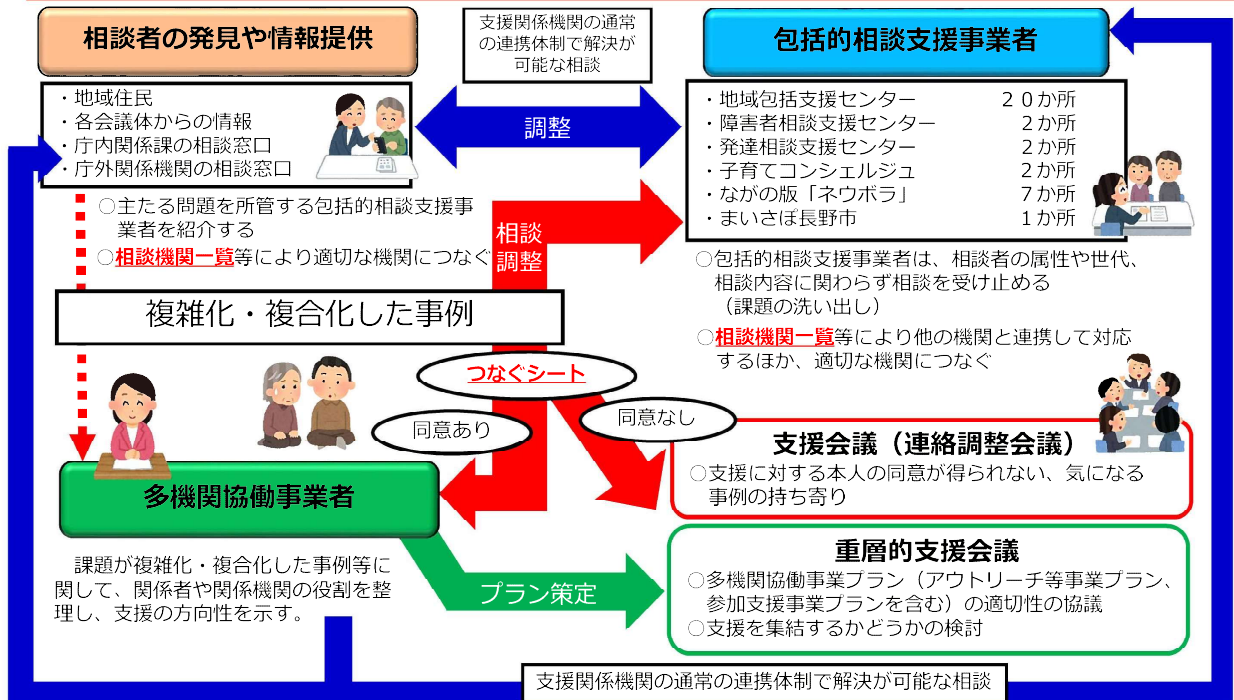 相談者の発見や情報提供
・地域住民
・各会議体からの情報
・庁内関係課の相談窓口
・庁外関係機関の相談窓口
支援関係機関の通常
の連携体制で解決が
可能な相談
調整
包括的相談支援事業者
・地域包括支援センター　２０か所
・障害者相談支援センター　２か所
・発達相談支援センター　２か所
・子育てコンシェルジュ　２か所
・ながの版「ネウボラ」　７か所
・まいさぽ長野市　１か所
○主たる問題を所管する包括的相談支援事
業者を紹介する
○相談機関一覧等により適切な機関につなぐ
相談
調整
○包括的相談支援事業者は、相談者の属性や世代、
相談内容に関わらず相談を受け止める
（課題の洗い出し）
○相談機関一覧等により他の機関と連携して対応
するほか、適切な機関につなぐ
複雑化・複合化した事例
つなぐシート
同意あり
同意なし
支援会議（連絡調整会議）
○支援に対する本人の同意が得られない、気になる
事例の持ち寄り
多機関協働事業者
課題が複雑化・複合化した事例等に
関して、関係者や関係機関の役割を整
理し、支援の方向性を示す。
プラン策定
重層的支援会議
○多機関協働事業プラン（アウトリーチ等事業プラン、
参加支援事業プランを含む）の適切性の協議
○支援を集結するかどうかの検討
支援関係機関の通常の連携体制で解決が可能な相談